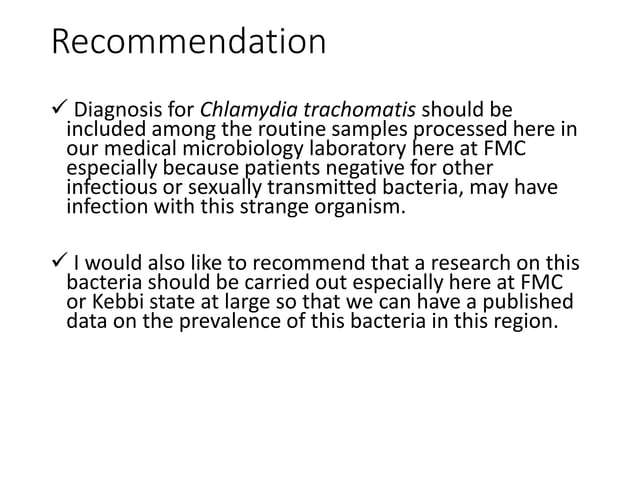 Recommendation
✓ Diagnosis for Chlamydia trachomatis should be
included among the routine samples processed here in
our medical microbiology laboratory here at FMC
especially because patients negative for other
infectious or sexually transmitted bacteria, may have
infection with this strange organism.
✓ I would also like to recommend that a research on this
bacteria should be carried out especially here at FMC
or Kebbi state at large so that we can have a published
data on the prevalence of this bacteria in this region.